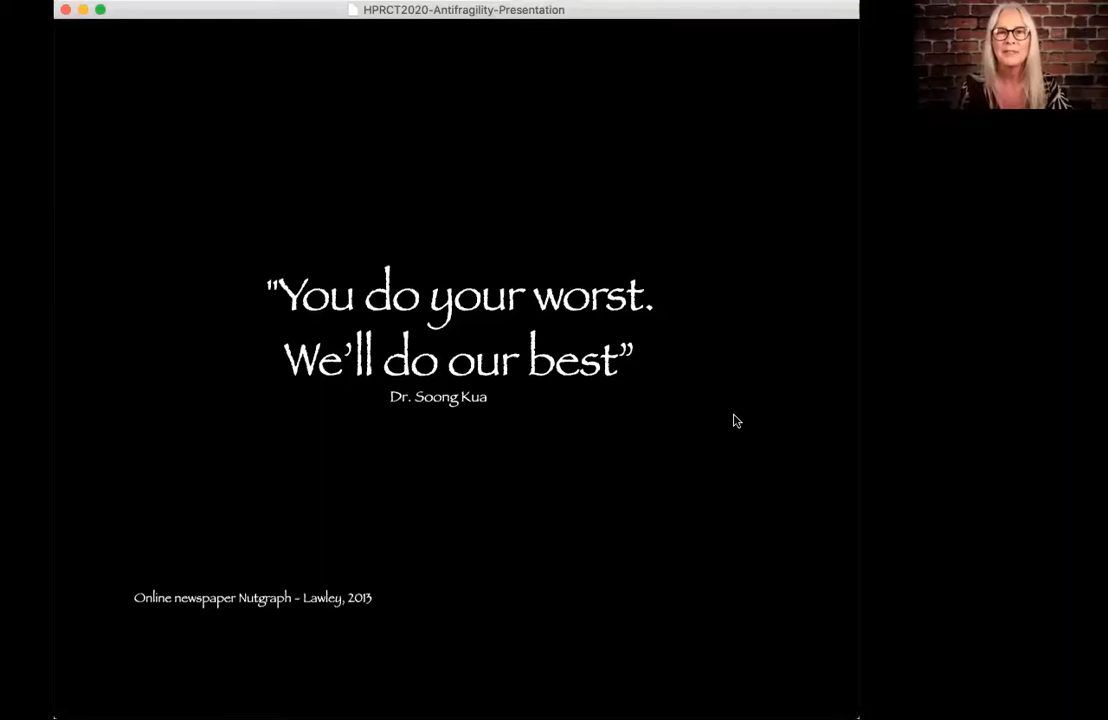 HPRCT2020-Antifragility-Presentation
"You do your worst.
We’ll do our best”
Dr. Soong Kua
Online newspaper Nutgraph - Lawley, 2013